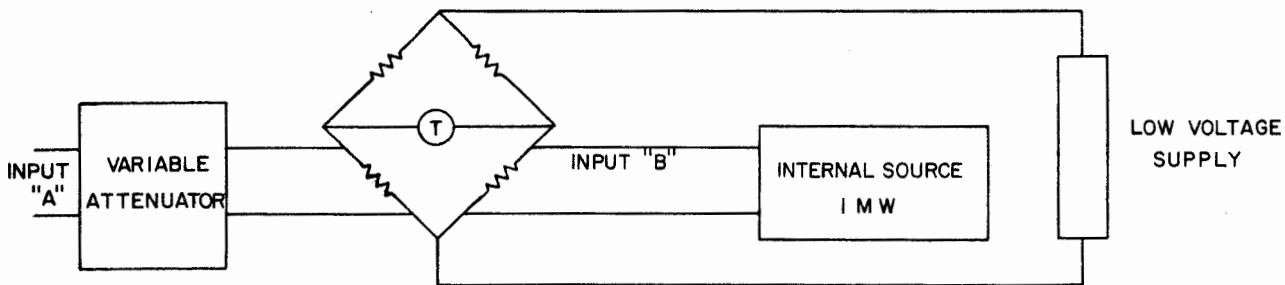 INPUT
"A"
VARIABLE
ATTENUATOR
T
INPUT "B"
INTERNAL SOURCE
1 MW
LOW VOLTAGE
SUPPLY